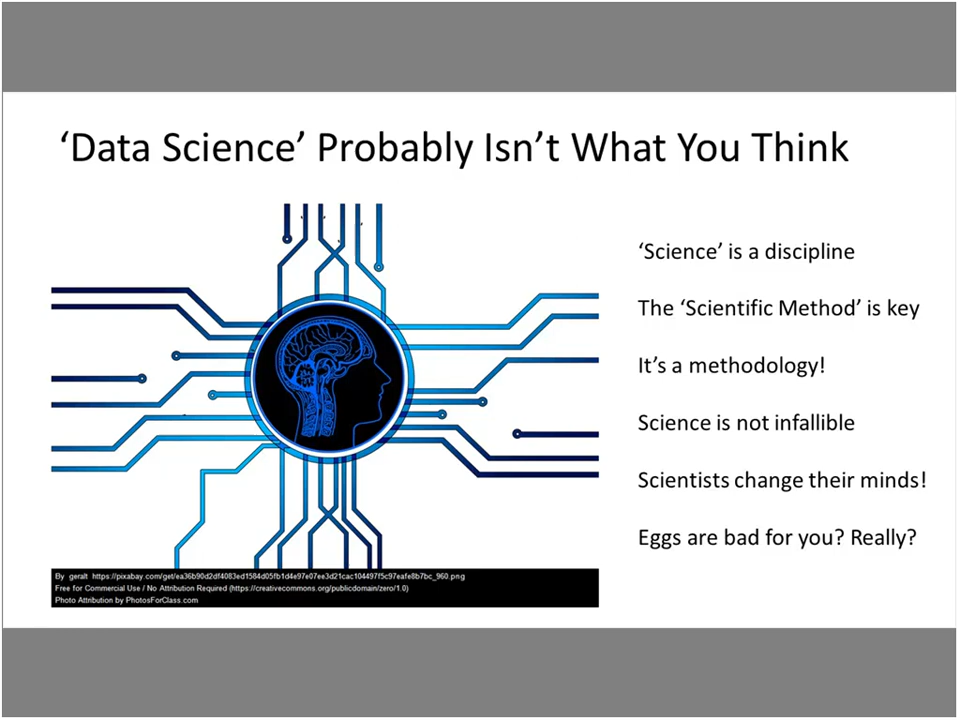 ‘Data Science’ Probably Isn’t What You Think
‘Science’ is a discipline
The ‘Scientific Method’ is key
It’s a methodology!
Science is not infallible
Scientists change their minds!
Eggs are bad for you? Really?
By geralt https://pixabay.com/get/ea36b90d2df4083ed1584d05fb1d4e97e07ee3d21cac104497f5c97eafe8b7bc_960.png
Free for Commercial Use / No Attribution Required (https://creativecommons.org/publicdomain/zero/1.0)
Photo Attribution by PhotosForClass.com